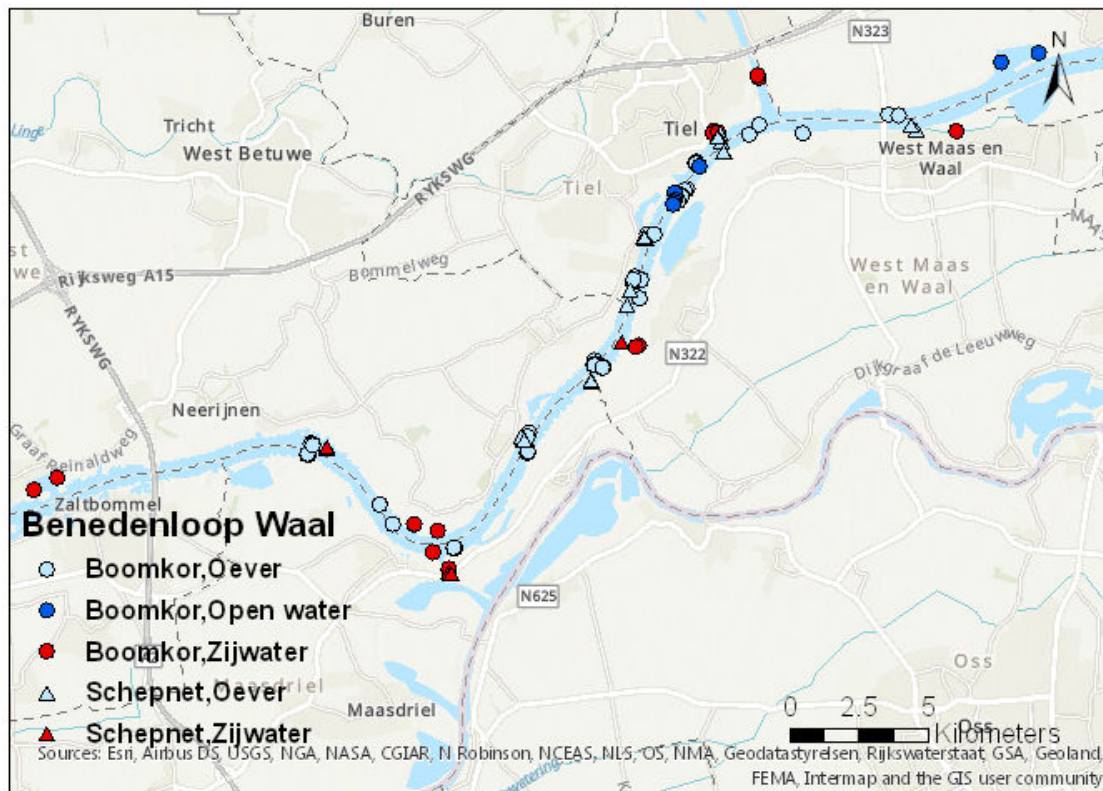 Buren
N323
N
Linge
Tricht
Tiel
West Betuwe
RYKSWG
West Maas en
Waal
Tiel
Rijksweg A15
Bommelweg
West Maas
en Waal
RYKSWG
N322
Dijkgraaf de Leeuwweg
Neerijnen
Graaf Reinaldweg
Zaltbommel
Benedenloop Waal
Boomkor,Oever
Boomkor,Open water
N625
Boomkor,Zijwater
Oss
Schepnet,Oever
Maasdriel
Maasdriel
0 2.5 5
Kilometers
Oss
Schepnet,Zijwater
Sources: Esri, Airbus DS, USGS, NGA, NASA, CGIAR, N Robinson, NCEAS, NLS, OS, NMA, Geodatastyrelsen, Rijkswaterstaat, GSA, Geoland,
FEMA, Intermap and the GIS user community